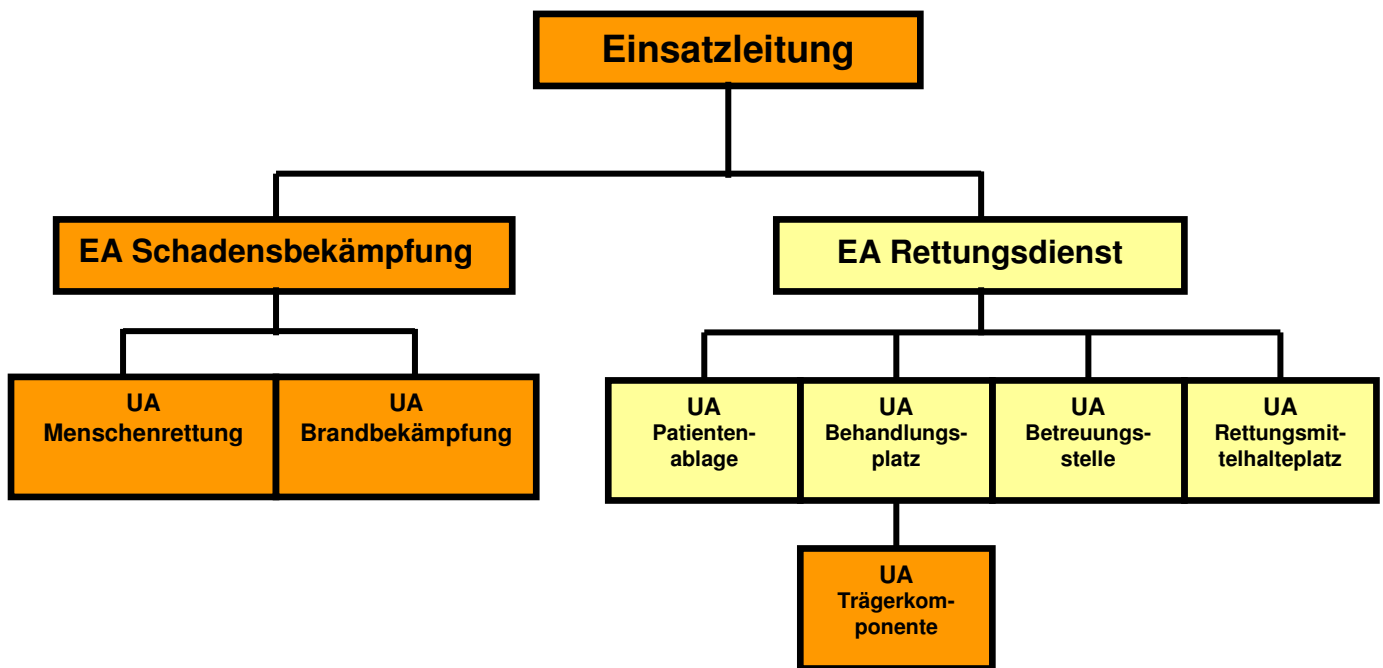 Einsatzleitung
EA Schadensbekämpfung
EA Rettungsdienst
UA
Menschenrettung
UA
Brandbekämpfung
UA
Patienten-
ablage
UA
Behandlungs-
platz
UA
Betreuungs-
stelle
UA
Rettungsmit-
telhalteplatz
UA
Trägerkom-
ponente